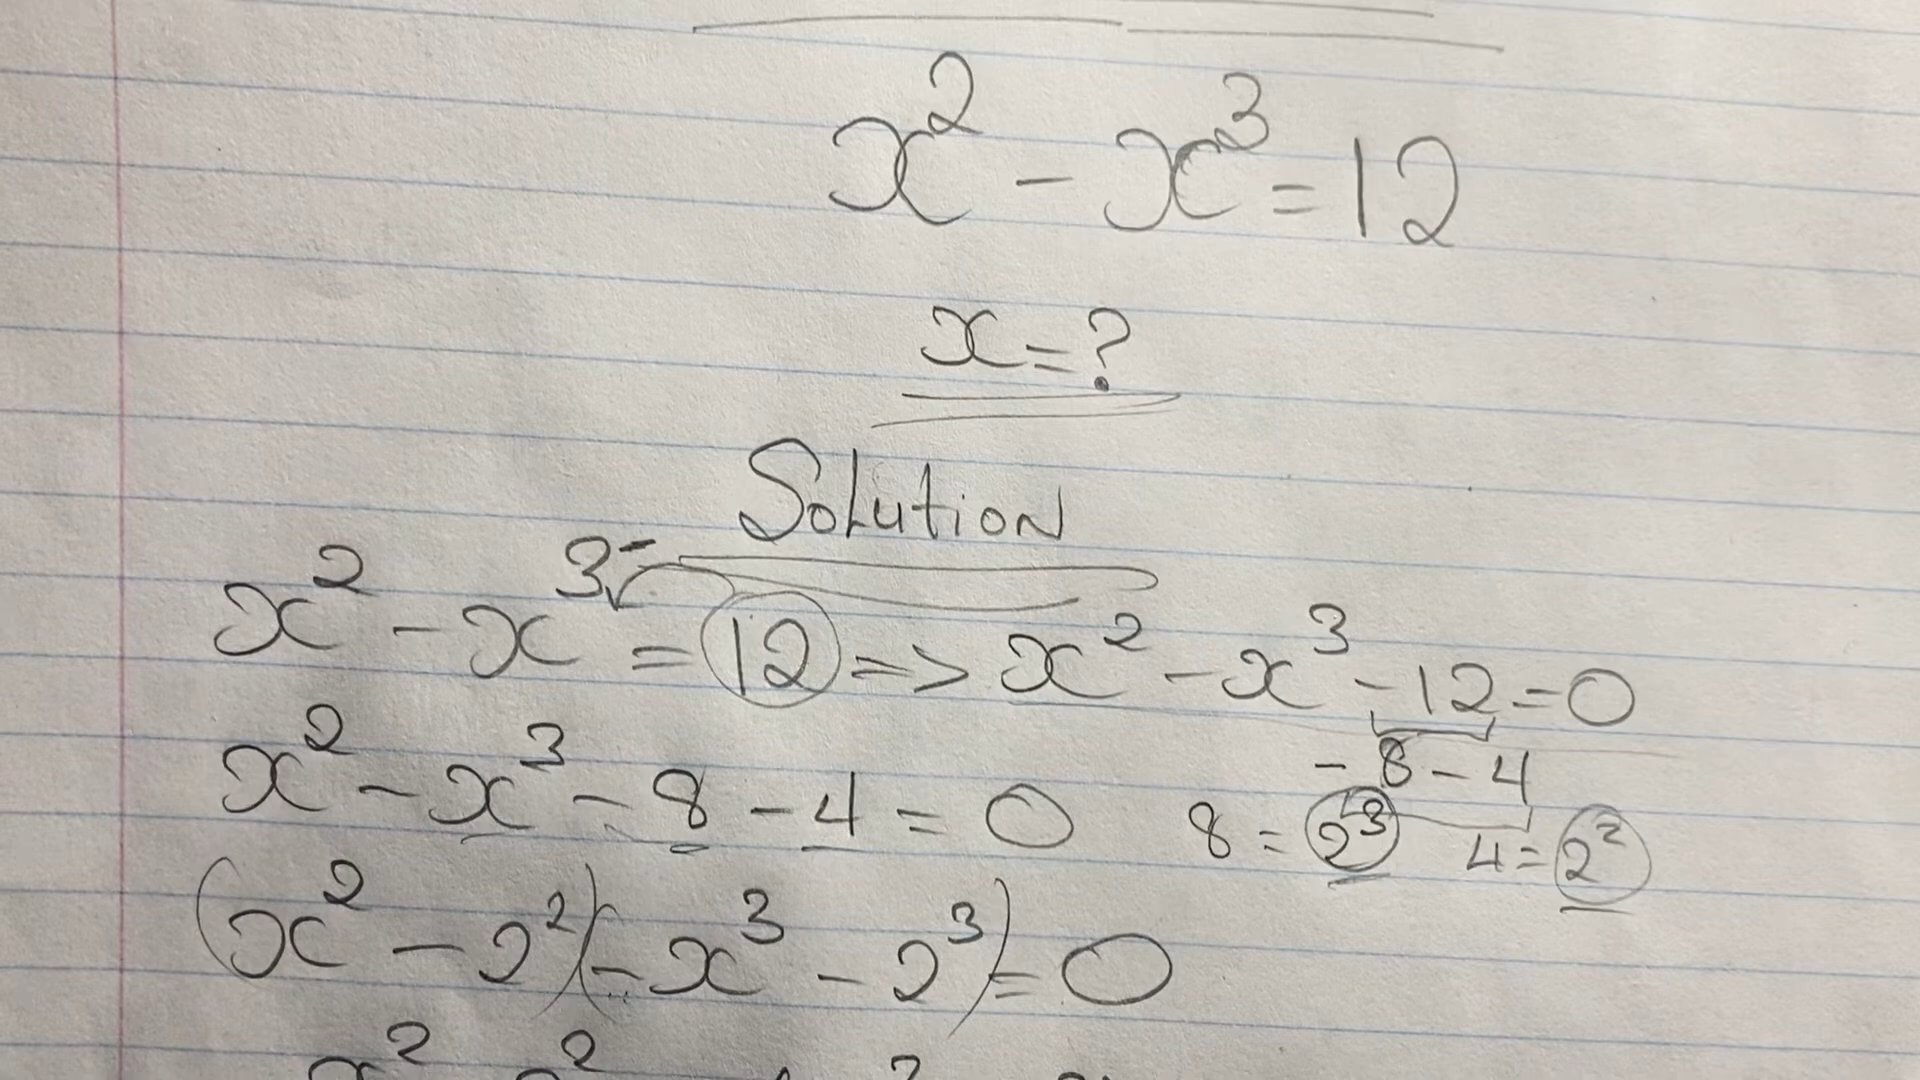 x² - x³ = 12
x = ?
Solution
x² - x³ = 12 => x² - x³ - 12 = 0
- 8 - 4
x² - x³ - 8 - 4 = 0 8 = 2³ 4 = 2²
(x² - 2²)(- x³ - 2³) = 0